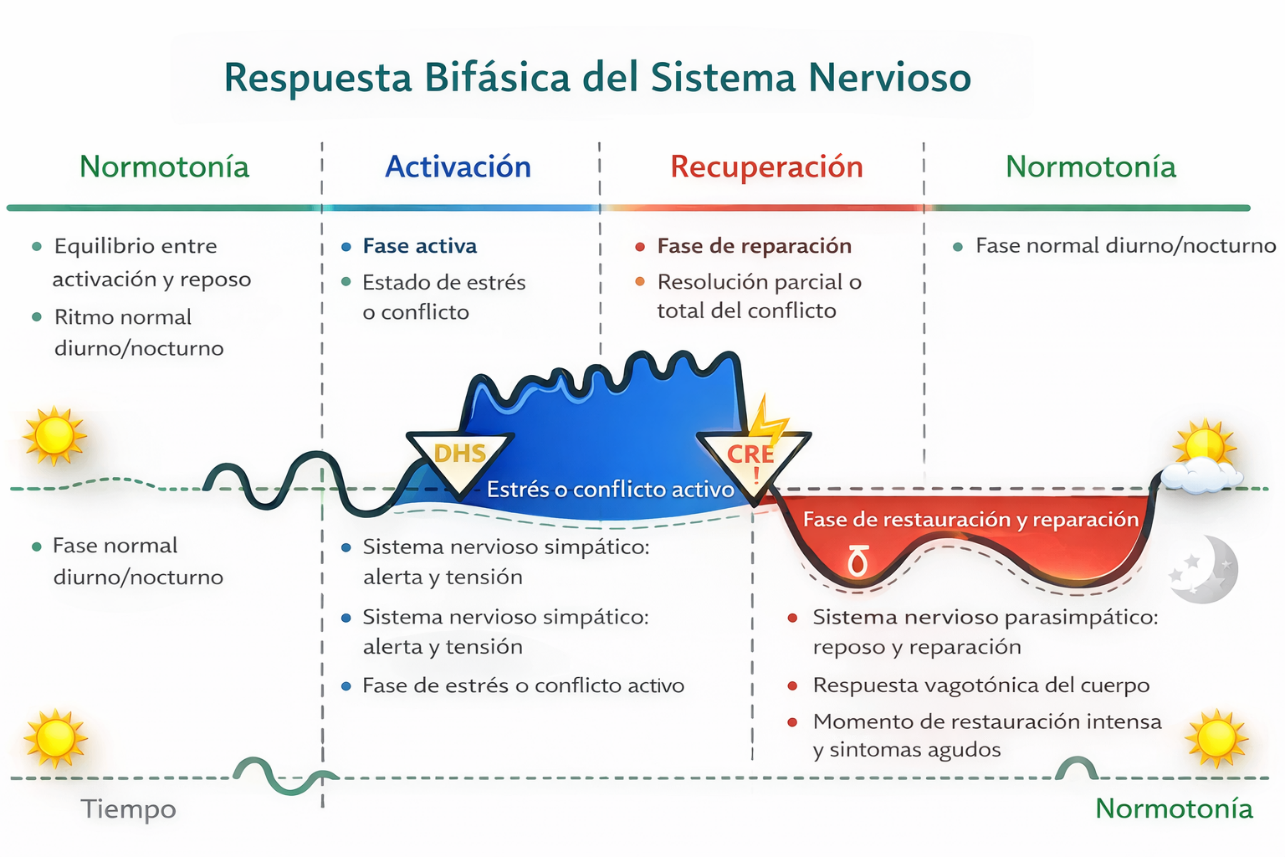 Respuesta Bifásica del Sistema Nervioso
Normotonía
Activación
Recuperación
Normotonía
• Equilibrio entre
activación y reposo
• Ritmo normal
diurno/nocturno
• Fase activa
• Estado de estrés
o conflicto
• Fase de reparación
• Resolución parcial o
total del conflicto
• Fase normal diurno/nocturno
DHS
CRE
!
Estrés o conflicto activo
Fase de restauración y reparación
• Fase normal
diurno/nocturno
• Sistema nervioso simpático:
alerta y tensión
• Sistema nervioso simpático:
alerta y tensión
• Fase de estrés o conflicto activo
• Sistema nervioso parasimpático:
reposo y reparación
• Respuesta vagotónica del cuerpo
• Momento de restauración intensa
y sintomas agudos
Tiempo
Normotonía